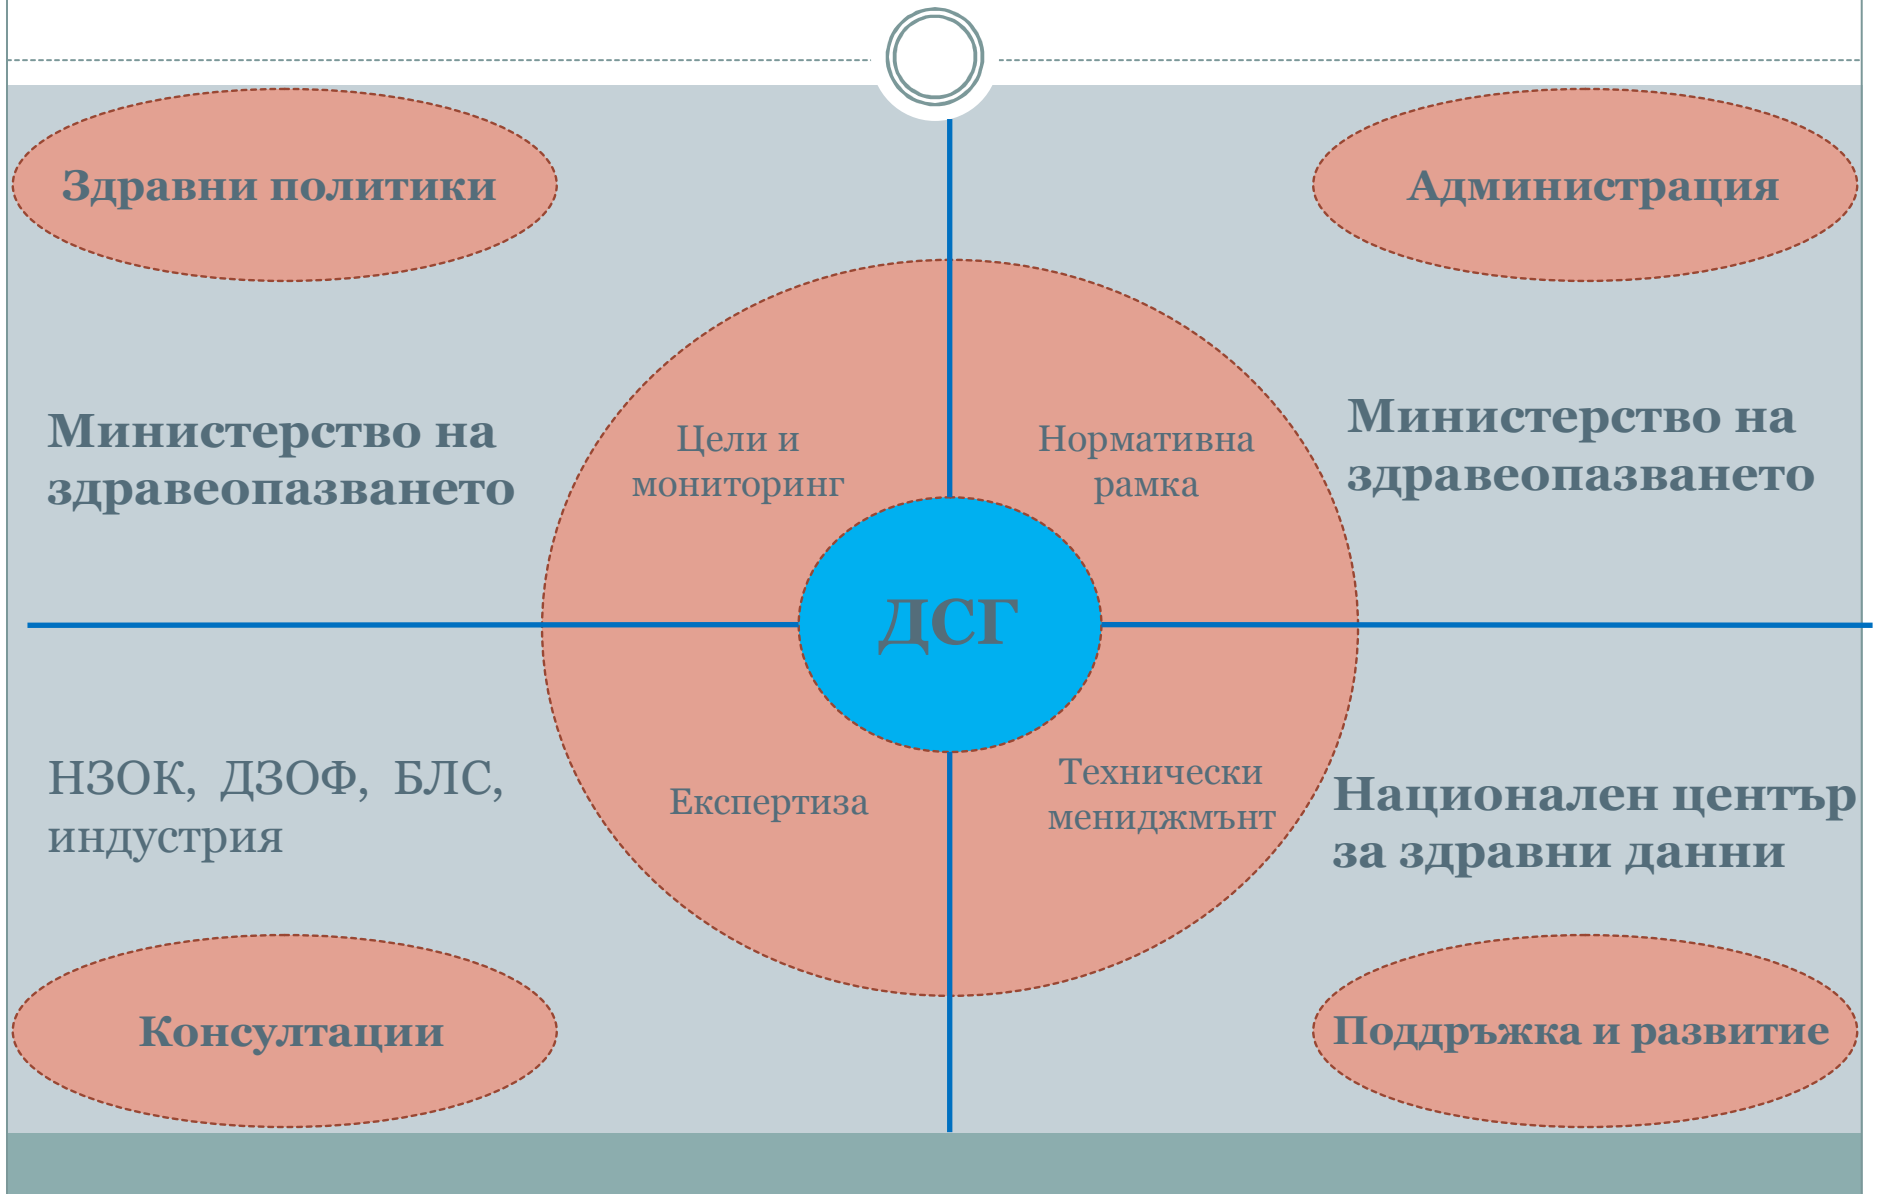 Здравни политики
Администрация
Министерство на
здравеопазването
Цели и
мониторинг
Нормативна
рамка
Министерство на
здравеопазването
ДСГ
НЗОК, ДЗОФ, БЛС,
индустрия
Експертиза
Технически
мениджмънт
Национален център
за здравни данни
Консултации
Поддръжка и развитие